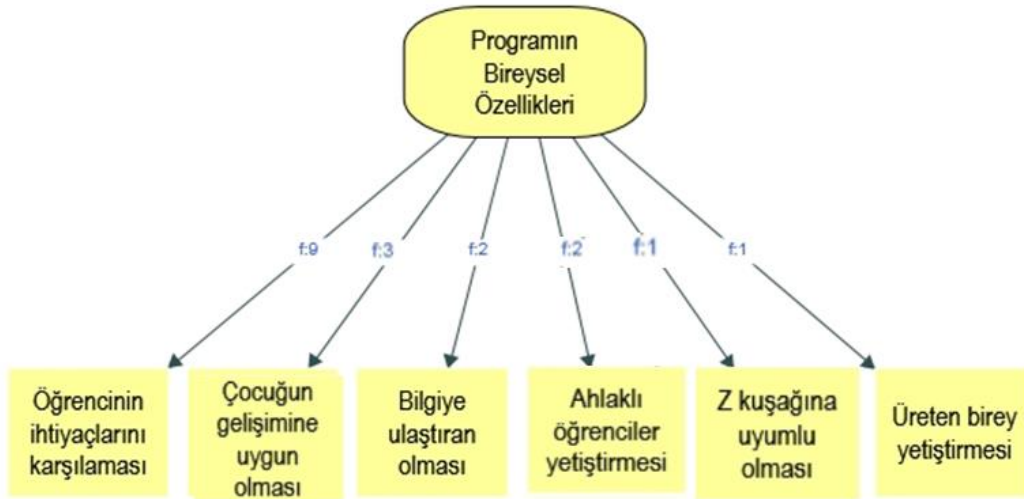 Programın
Bireysel
Özellikleri
f:9
f:3
f:2
f:2
f:1
f:1
Öğrencinin
ihtiyaçlarını
karşılaması
Çocuğun
gelişimine
uygun
olması
Bilgiye
ulaştıran
olması
Ahlaklı
öğrenciler
yetiştirmesi
Z kuşağına
uyumlu
olması
Üreten birey
yetiştirmesi